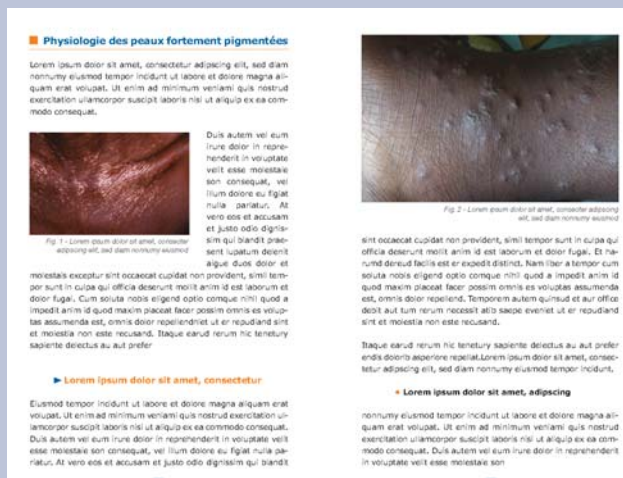 Physiologie des peaux fortement pigmentées
Lorem ipsum dolor sit amet, consectetur adipscing elit, sed diam
nonnumy eiusmod tempor incidunt ut labore et dolore magna ali-
quam erat volupat. Ut enim ad minimum veniami quis nostrud
exercitation ullamcorpor suscipit laboris nisl ut aliquip ex ea com-
modo consequat.
Duis autem vel eum
irure dolor in repre-
henderit in voluptate
velit esse molestaie
son consequat, vel
illum dolore eu figiat
nulla pariatur. At
vero eos et accusam
et justo odio dignis-
sim qui blandit prae-
sent lupatum delenit
aigue duos dolor et
Fig. 1 - Lorem ipsum dolor sit amet, consecter
adipscing elit, sed diam nonnumy eiusmod
molestais exceptur sint occaecat cupidat non provident, simil tem-
por sunt in culpa qui officia deserunt mollit anim id est laborum et
dolor fugai. Cum soluta nobis eligend optio comque nihil quod a
impedit anim id quod maxim placeat facer possim omnis es volup-
tas assumenda est, omnis dolor repellendniet ut er repudiand sint
et molestia non este recusand. Itaque earud rerum hic tenetury
sapiente delectus au aut prefer
Lorem ipsum dolor sit amet, consectetur
Eiusmod tempor incidunt ut labore et dolore magna aliquam erat
volupat. Ut enim ad minimum veniami quis nostrud exercitation ul-
lamcorpor suscipit laboris nisl ut aliquip ex ea commodo consequat.
Duis autem vel eum irure dolor in reprehenderit in voluptate velit
esse molestaie son consequat, vel illum dolore eu figiat nulla pa-
riatur. At vero eos et accusam et justo odio dignissim qui blandit
Fig. 2 - Lorem ipsum dolor sit amet, consecter adipscing
elit, sed diam nonnumy eiusmod
sint occaecat cupidat non provident, simil tempor sunt in culpa qui
officia deserunt mollit anim id est laborum et dolor fugai. Et ha-
rumd dereud facilis est er expedit distinct. Nam liber a tempor cum
soluta nobis eligend optio comque nihil quod a impedit anim id
quod maxim placeat facer possim omnis es voluptas assumenda
est, omnis dolor repellend. Temporem autem quinsud et aur office
debit aut tum rerum necessit atib saepe eveniet ut er repudiand
sint et molestia non este recusand.
Itaque earud rerum hic tenetury sapiente delectus au aut prefer
endis dolorib asperiore repellat.Lorem ipsum dolor sit amet, consec-
tetur adipscing elit, sed diam nonnumy eiusmod tempor incidunt.
Lorem ipsum dolor sit amet, adipscing
nonnumy eiusmod tempor incidunt ut labore et dolore magna ali-
quam erat volupat. Ut enim ad minimum veniami quis nostrud
exercitation ullamcorpor suscipit laboris nisl ut aliquip ex ea com-
modo consequat. Duis autem vel eum irure dolor in reprehenderit
in voluptate velit esse molestaie son